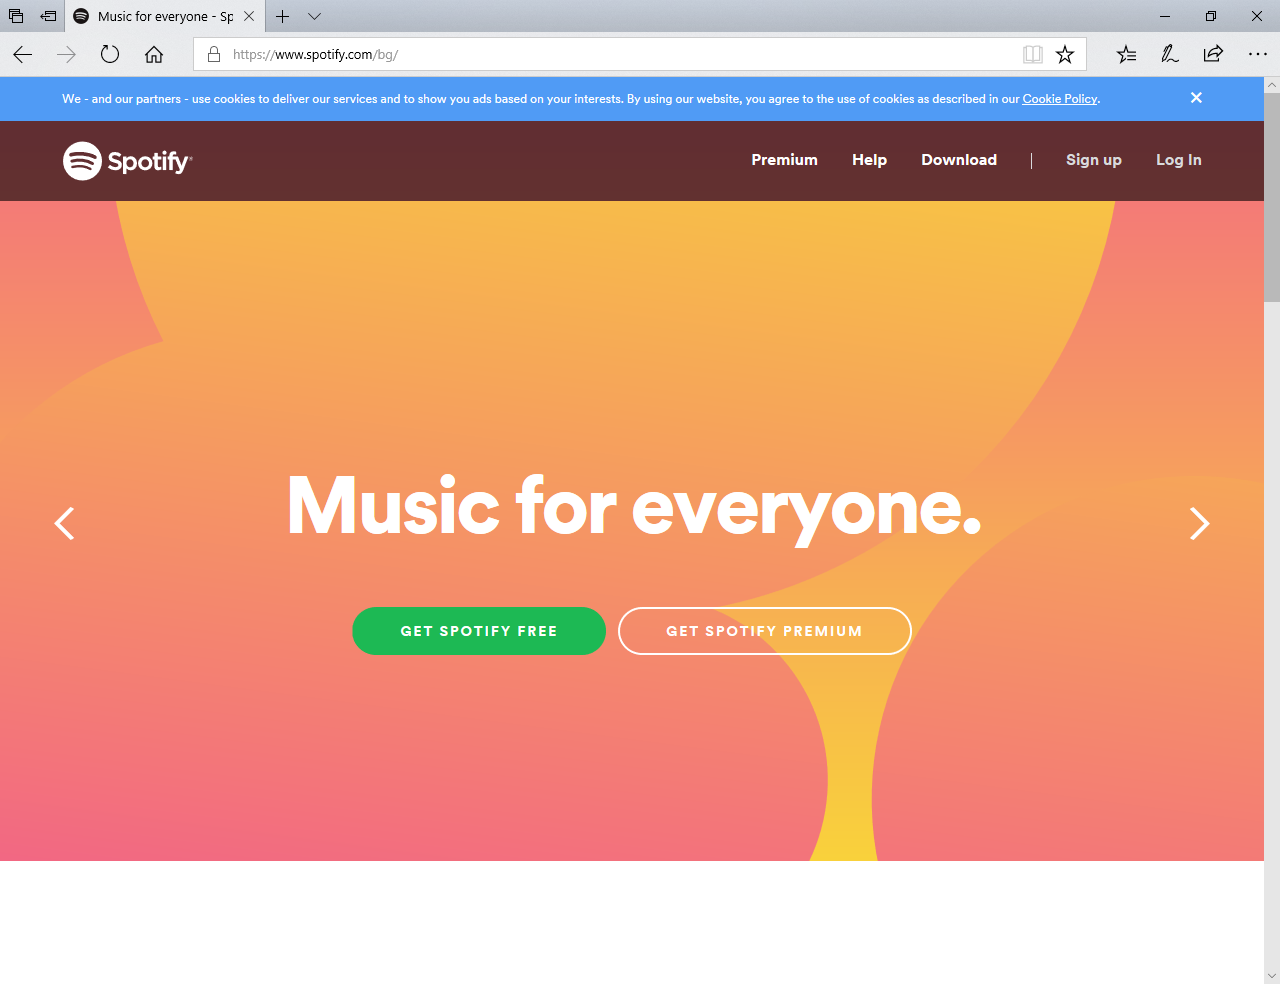 Music for everyone - Sp
https://www.spotify.com/bg/
We - and our partners - use cookies to deliver our services and to show you ads based on your interests. By using our website, you agree to the use of cookies as described in our Cookie Policy.
Spotify
Premium Help Download | Sign up Log In
Music for everyone.
GET SPOTIFY FREE GET SPOTIFY PREMIUM